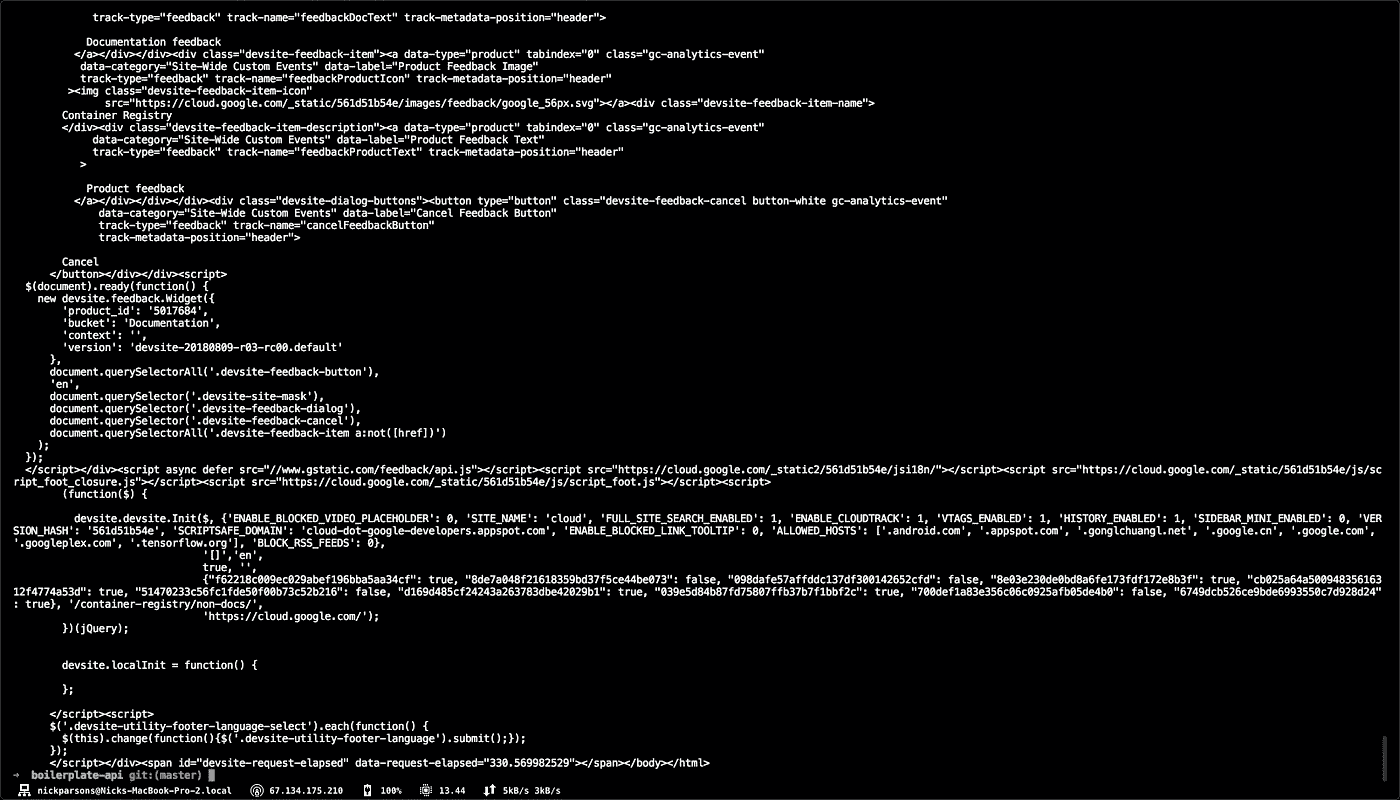 track-type="feedback" track-name="feedbackDocText" track-metadata-position="header">
Documentation feedback
</a></div></div><div class="devsite-feedback-item"><a data-type="product" tabindex="0" class="gc-analytics-event"
data-category="Site-Wide Custom Events" data-label="Product Feedback Image"
track-type="feedback" track-name="feedbackProductIcon" track-metadata-position="header"
><img class="devsite-feedback-item-icon"
src="https://cloud.google.com/_static/561d51b54e/images/feedback/google_56px.svg"></a><div class="devsite-feedback-item-name">
Container Registry
</div><div class="devsite-feedback-item-description"><a data-type="product" tabindex="0" class="gc-analytics-event"
data-category="Site-Wide Custom Events" data-label="Product Feedback Text"
track-type="feedback" track-name="feedbackProductText" track-metadata-position="header"
>
Product feedback
</a></div></div></div><div class="devsite-dialog-buttons"><button type="button" class="devsite-feedback-cancel button-white gc-analytics-event"
data-category="Site-Wide Custom Events" data-label="Cancel Feedback Button"
track-type="feedback" track-name="cancelFeedbackButton"
track-metadata-position="header">
Cancel
</button></div></div><script>
$(document).ready(function() {
new devsite.feedback.Widget({
'product_id': '5017684',
'bucket': 'Documentation',
'context': '',
'version': 'devsite-20180809-r03-rc00.default'
},
document.querySelectorAll('.devsite-feedback-button'),
'en',
document.querySelector('.devsite-site-mask'),
document.querySelector('.devsite-feedback-dialog'),
document.querySelector('.devsite-feedback-cancel'),
document.querySelectorAll('.devsite-feedback-item a:not([href])')
);
});
</script></div><script async defer src="//www.gstatic.com/feedback/api.js"></script><script src="https://cloud.google.com/_static2/561d51b54e/jsi18n/"></script><script src="https://cloud.google.com/_static/561d51b54e/js/sc
ript_foot_closure.js"></script><script src="https://cloud.google.com/_static/561d51b54e/js/script_foot.js"></script><script>
(function($) {
devsite.devsite.Init($, {'ENABLE_BLOCKED_VIDEO_PLACEHOLDER': 0, 'SITE_NAME': 'cloud', 'FULL_SITE_SEARCH_ENABLED': 1, 'ENABLE_CLOUDTRACK': 1, 'VTAGS_ENABLED': 1, 'HISTORY_ENABLED': 1, 'SIDEBAR_MINI_ENABLED': 0, 'VER
SION_HASH': '561d51b54e', 'SCRIPTSAFE_DOMAIN': 'cloud-dot-google-developers.appspot.com', 'ENABLE_BLOCKED_LINK_TOOLTIP': 0, 'ALLOWED_HOSTS': ['.android.com', '.appspot.com', '.gonglchuangl.net', '.google.cn', '.google.com',
'.googleplex.com', '.tensorflow.org'], 'BLOCK_RSS_FEEDS': 0},
'[]','en',
true, '',
{"f62218c009ec029abef196bba5aa34cf": true, "8de7a048f21618359bd37f5ce44be073": false, "098dafe57affddc137df300142652cfd": false, "8e03e230de0bd8a6fe173fdf172e8b3f": true, "cb025a64a500948356163
12f4774a53d": true, "51470233c56fc1fde50f00b73c52b216": false, "d169d485cf24243a263783dbe42029b1": true, "039e5d84b87fd75807ffb37b7f1bbf2c": true, "700def1a83e356c06c0925afb05de4b0": false, "6749dcb526ce9bde6993550c7d928d24"
: true}, '/container-registry/non-docs/',
'https://cloud.google.com/');
})(jQuery);
devsite.localInit = function() {
};
</script><script>
$('.devsite-utility-footer-language-select').each(function() {
$(this).change(function(){$('.devsite-utility-footer-language').submit();});
});
</script></div><span id="devsite-request-elapsed" data-request-elapsed="330.569982529"></span></body></html>
→ boilerplate-api git:(master)
nickparsons@Nicks-MacBook-Pro-2.local 67.134.175.210 100% 13.44 5kB/s 3kB/s